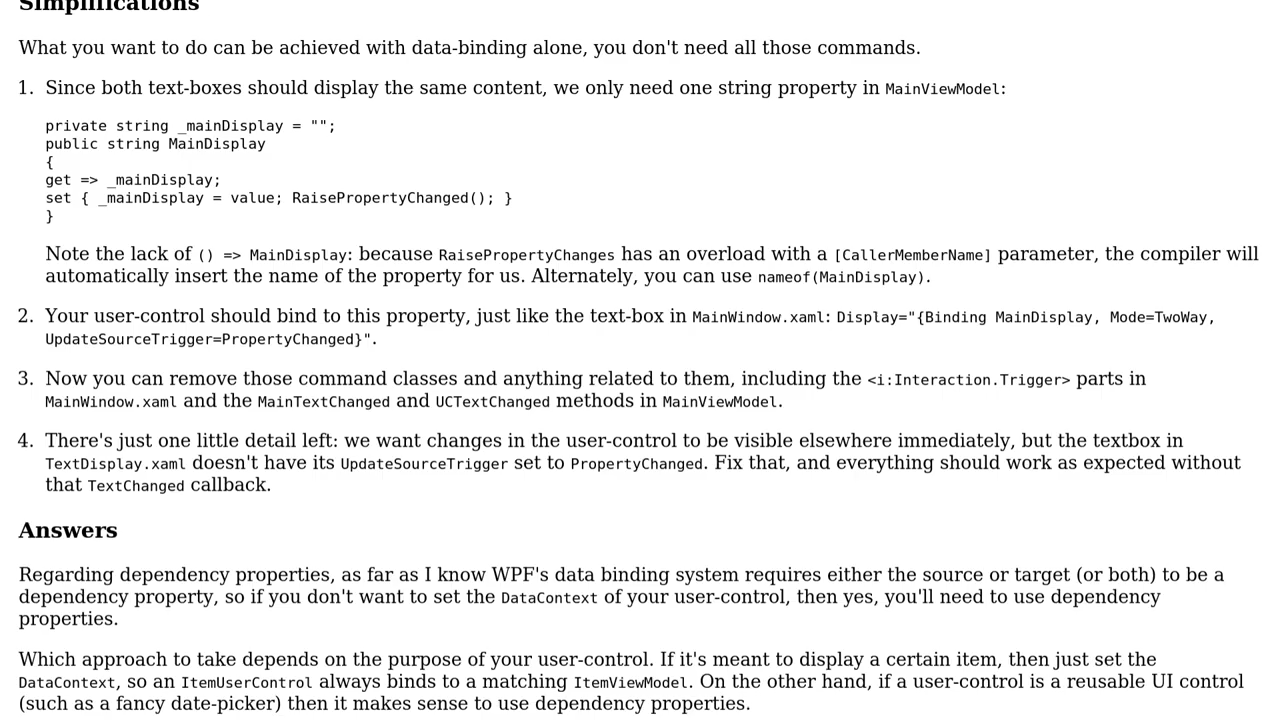 Simplifications
What you want to do can be achieved with data-binding alone, you don't need all those commands.
1. Since both text-boxes should display the same content, we only need one string property in MainViewModel:
private string _mainDisplay = "";
public string MainDisplay
{
get => _mainDisplay;
set { _mainDisplay = value; RaisePropertyChanged(); }
}
Note the lack of () => MainDisplay: because RaisePropertyChanges has an overload with a [CallerMemberName] parameter, the compiler will
automatically insert the name of the property for us. Alternately, you can use nameof(MainDisplay).
2. Your user-control should bind to this property, just like the text-box in MainWindow.xaml: Display="{Binding MainDisplay, Mode=TwoWay,
UpdateSourceTrigger=PropertyChanged}".
3. Now you can remove those command classes and anything related to them, including the <i:Interaction.Trigger> parts in
MainWindow.xaml and the MainTextChanged and UCTextChanged methods in MainViewModel.
4. There's just one little detail left: we want changes in the user-control to be visible elsewhere immediately, but the textbox in
TextDisplay.xaml doesn't have its UpdateSourceTrigger set to PropertyChanged. Fix that, and everything should work as expected without
that TextChanged callback.
Answers
Regarding dependency properties, as far as I know WPF's data binding system requires either the source or target (or both) to be a
dependency property, so if you don't want to set the DataContext of your user-control, then yes, you'll need to use dependency
properties.
Which approach to take depends on the purpose of your user-control. If it's meant to display a certain item, then just set the
DataContext, so an ItemUserControl always binds to a matching ItemViewModel. On the other hand, if a user-control is a reusable UI control
(such as a fancy date-picker) then it makes sense to use dependency properties.